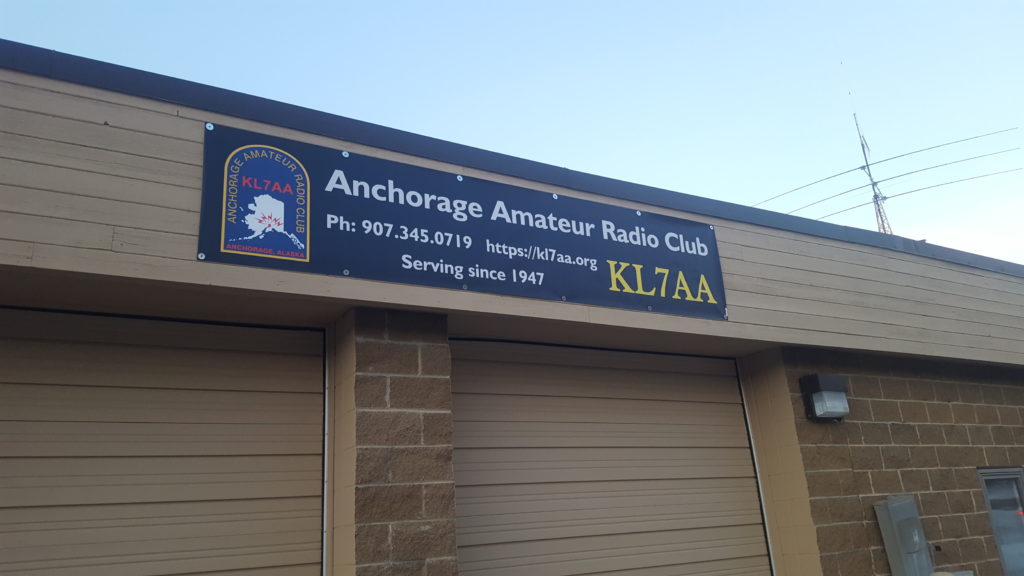 ANCHORAGE AMATEUR RADIO CLUB
KL7AA
ANCHORAGE, ALASKA
Anchorage Amateur Radio Club
Ph: 907.345.0719 https://kl7aa.org
Serving since 1947
KL7AA